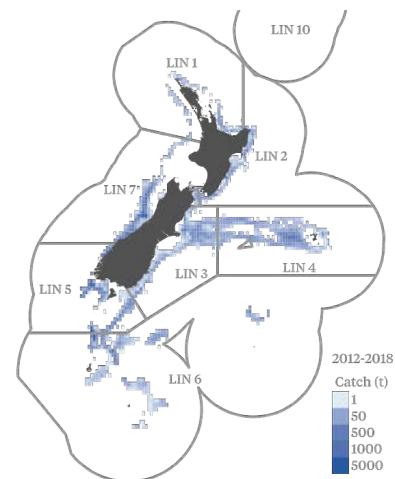 LIN 10
LIN 1
LIN 2
LIN 7
LIN 3
LIN 4
LIN 5
LIN 6
2012-2018
Catch (t)
1
50
500
1000
5000